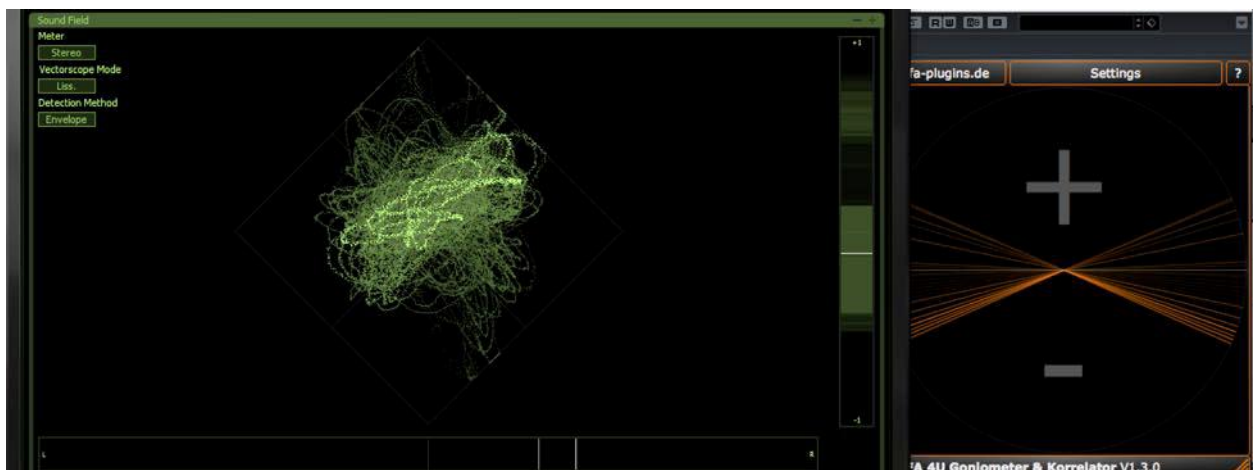 Sound Field
Meter
Stereo
Vectorscope Mode
Liss.
Detection Method
Envelope
+1
-1
L
R
fa-plugins.de
Settings
?
FA 4U Goniometer & Korrelator V1.3.0